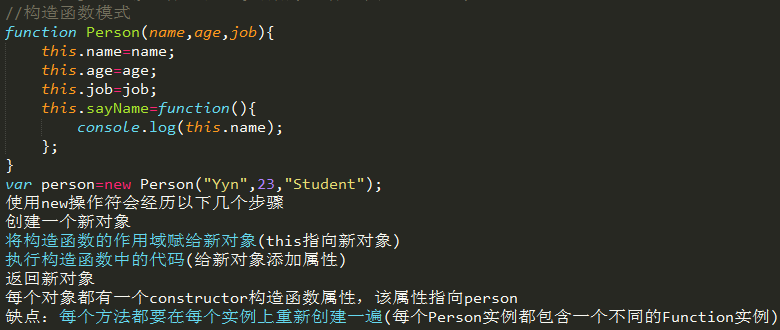 //构造函数模式
function Person(name,age,job){
    this.name=name;
    this.age=age;
    this.job=job;
    this.sayName=function(){
        console.log(this.name);
    };
}
var person=new Person("Yyn",23,"Student");
使用new操作符会经历以下几个步骤
创建一个新对象
将构造函数的作用域赋给新对象(this指向新对象)
执行构造函数中的代码(给新对象添加属性)
返回新对象
每个对象都有一个constructor构造函数属性，该属性指向person
缺点：每个方法都要在每个实例上重新创建一遍(每个Person实例都包含一个不同的Function实例)